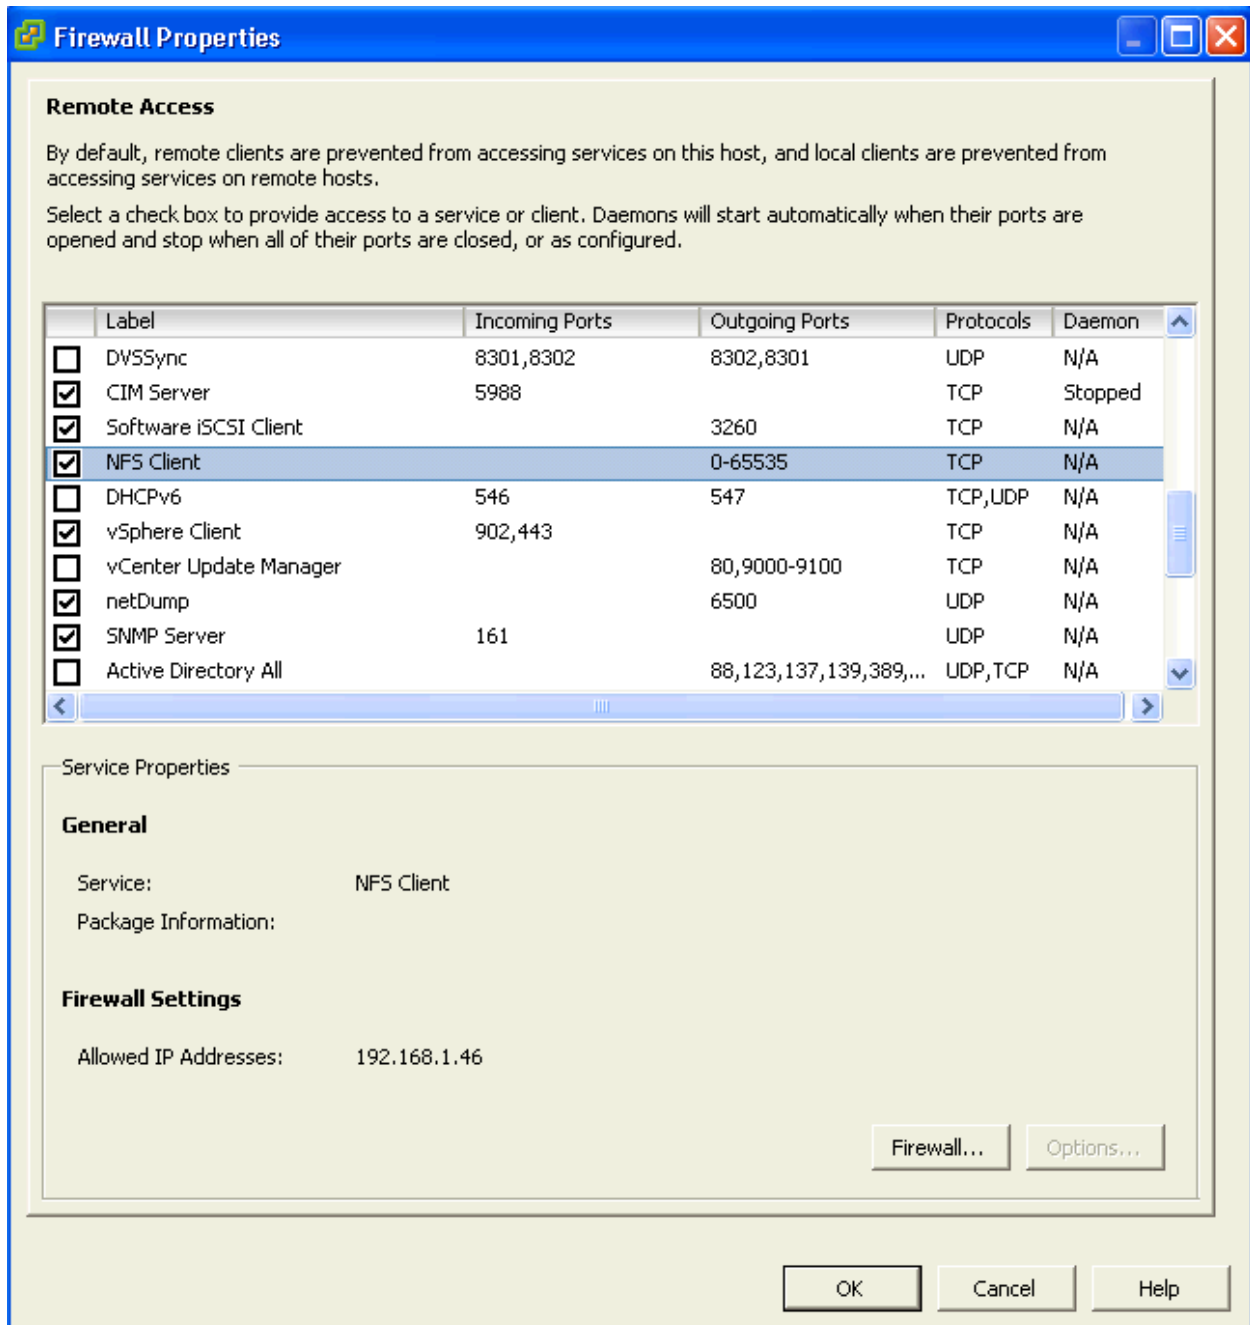 Firewall Properties
Remote Access
By default, remote clients are prevented from accessing services on this host, and local clients are prevented from
accessing services on remote hosts.
Select a check box to provide access to a service or client. Daemons will start automatically when their ports are
opened and stop when all of their ports are closed, or as configured.
Label Incoming Ports Outgoing Ports Protocols Daemon
DVSSync 8301,8302 8302,8301 UDP N/A
CIM Server 5988 TCP Stopped
Software iSCSI Client 3260 TCP N/A
NFS Client 0-65535 TCP N/A
DHCPv6 546 547 TCP,UDP N/A
vSphere Client 902,443 TCP N/A
vCenter Update Manager 80,9000-9100 TCP N/A
netDump 6500 UDP N/A
SNMP Server 161 UDP N/A
Active Directory All 88,123,137,139,389,... UDP,TCP N/A
Service Properties
General
Service: NFS Client
Package Information:
Firewall Settings
Allowed IP Addresses: 192.168.1.46
Firewall... Options...
OK Cancel Help